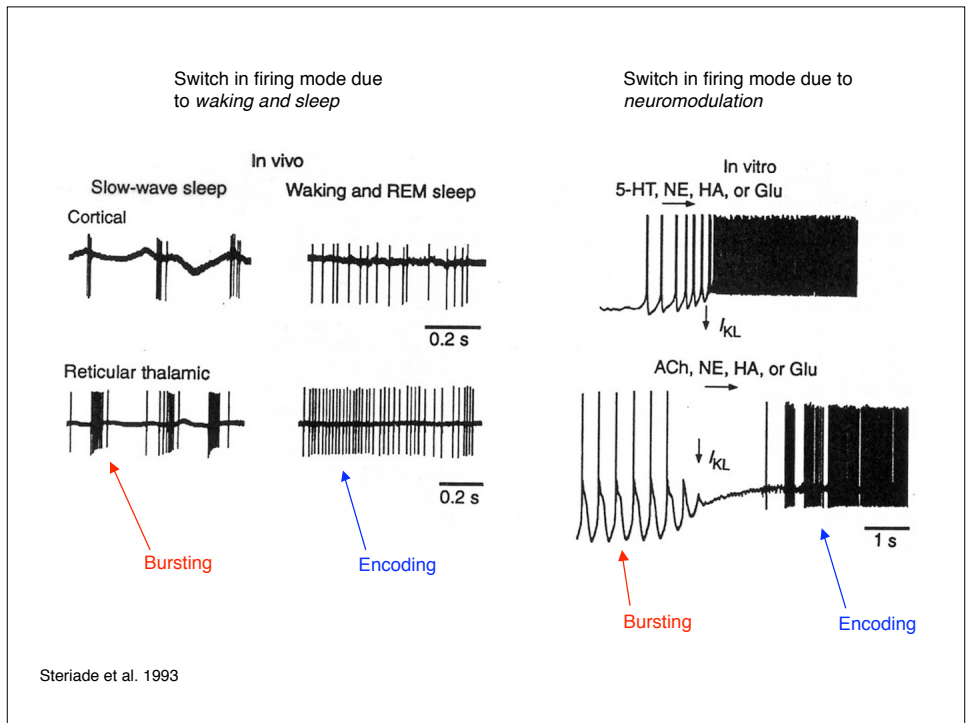 Switch in firing mode due
to waking and sleep
In vivo
Slow-wave sleep
Waking and REM sleep
Cortical
0.2 s
Reticular thalamic
0.2 s
Bursting
Encoding
Switch in firing mode due to
neuromodulation
In vitro
5-HT, NE, HA, or Glu
I_KL
ACh, NE, HA, or Glu
I_KL
1 s
Bursting
Encoding
Steriade et al. 1993